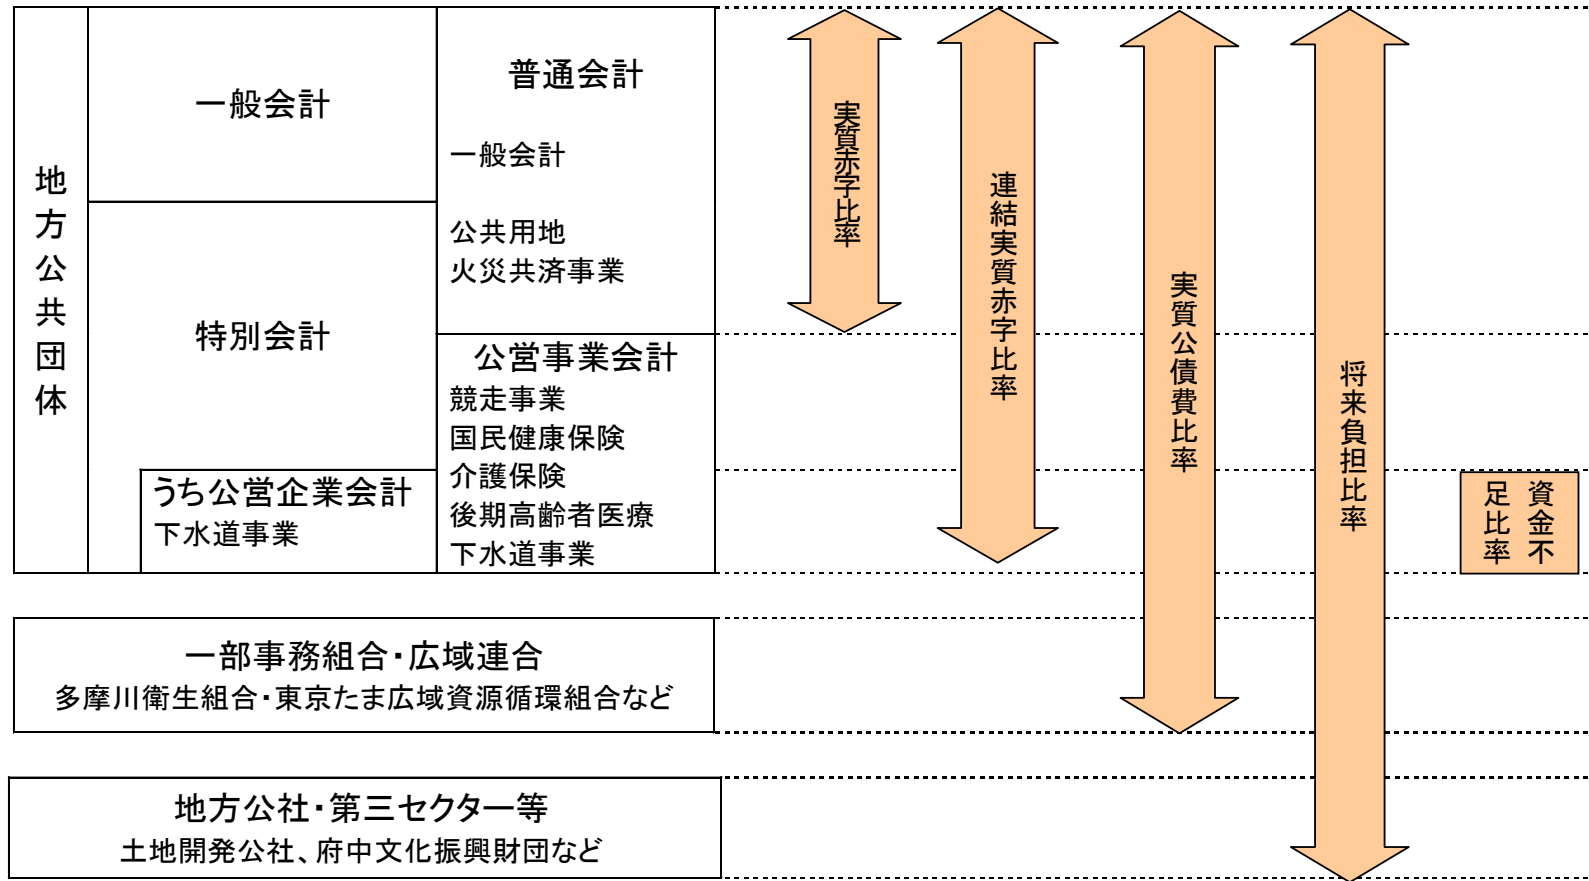 地方公共団体
一般会計
特別会計
うち公営企業会計
下水道事業
普通会計
一般会計
公共用地
火災共済事業
公営事業会計
競走事業
国民健康保険
介護保険
後期高齢者医療
下水道事業
実質赤字比率
連結実質赤字比率
実質公債費比率
将来負担比率
資金不
足比率
一部事務組合・広域連合
多摩川衛生組合・東京たま広域資源循環組合など
地方公社・第三セクター等
土地開発公社、府中文化振興財団など